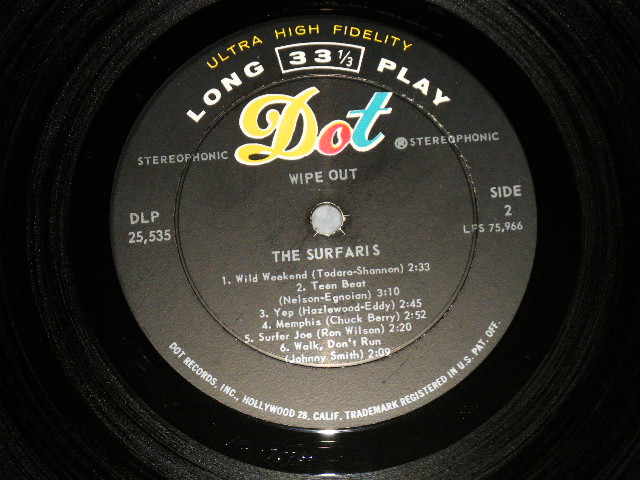 ULTRA HIGH FIDELITY
LONG 33 1/3 PLAY
Dot
STEREOPHONIC ® STEREOPHONIC
WIPE OUT
DLP
25,535
SIDE
2
LPS 75,966
THE SURFARIS
1. Wild Weekend (Todaro-Shannon) 2:33
2. Teen Beat
(Nelson-Egnoian) 3:10
3. Yep (Hazlewood-Eddy) 2:45
4. Memphis (Chuck Berry) 2:52
5. Surfer Joe (Ron Wilson) 2:20
6. Walk, Don't Run
(Johnny Smith) 2:09
DOT RECORDS, INC., HOLLYWOOD 28, CALIF. TRADEMARK REGISTERED IN U.S. PAT. OFF.